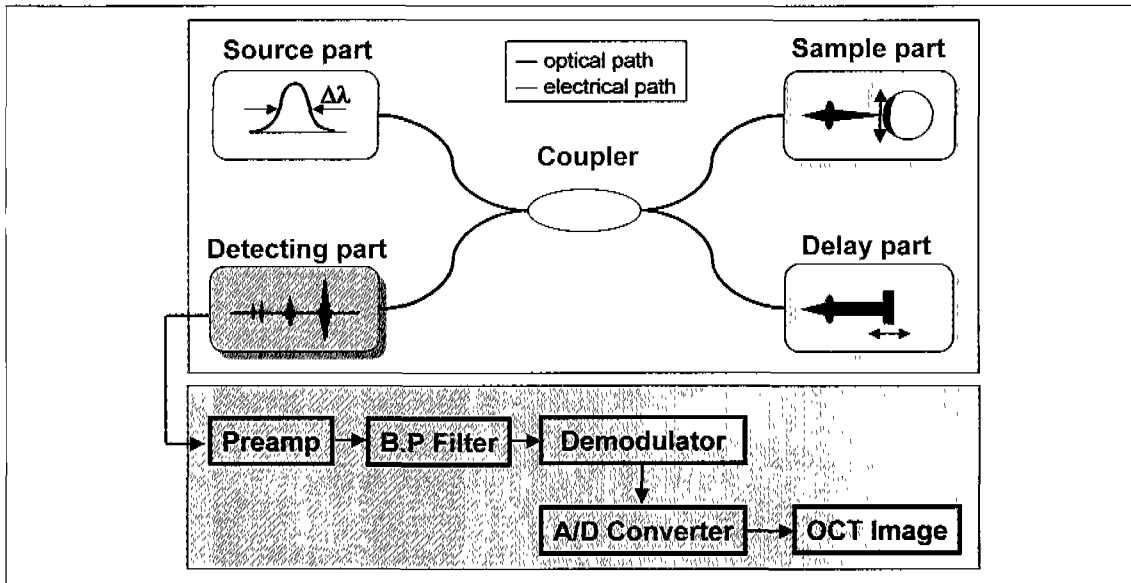 Source part
Δλ
— optical path
— electrical path
Sample part
Coupler
Detecting part
Delay part
Preamp
B.P Filter
Demodulator
A/D Converter
OCT Image